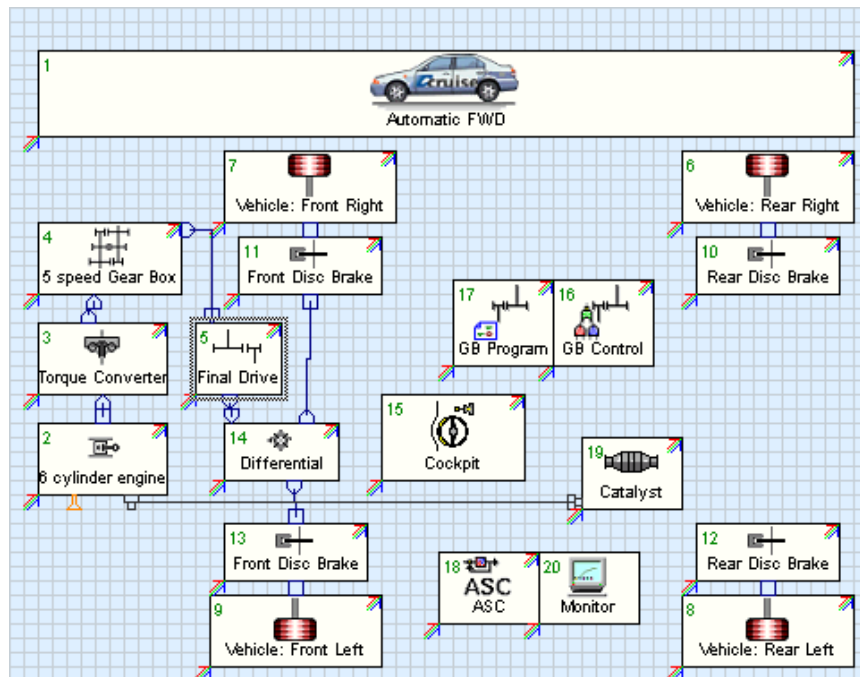 1
cruise
Automatic FWD
7
Vehicle: Front Right
6
Vehicle: Rear Right
4
5 speed Gear Box
11
Front Disc Brake
10
Rear Disc Brake
17
GB Program
16
GB Control
3
Torque Converter
5
Final Drive
15
Cockpit
2
6 cylinder engine
14
Differential
19
Catalyst
13
Front Disc Brake
18
ASC
ASC
20
Monitor
12
Rear Disc Brake
9
Vehicle: Front Left
8
Vehicle: Rear Left